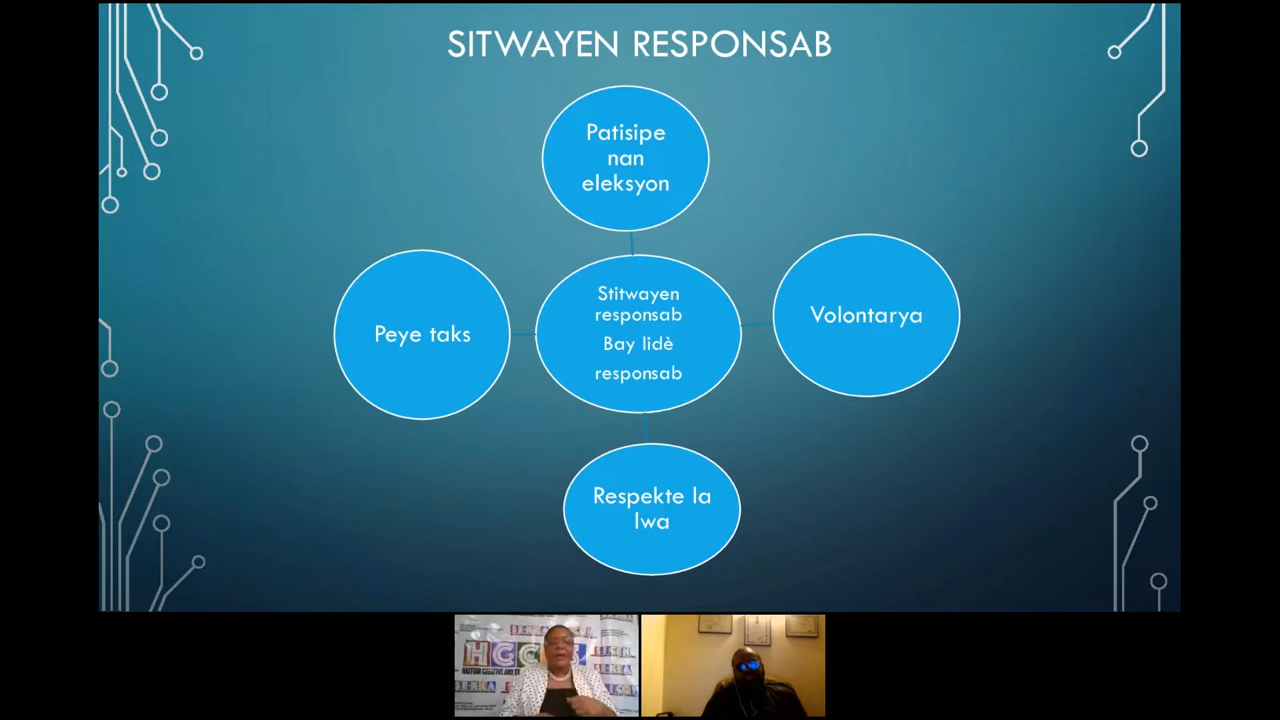 SITWAYEN RESPONSAB
Patisipe
nan
eleksyon
Peye taks
Stitwayen
responsab
Bay lidè
responsab
Volontarya
Respekte la
lwa